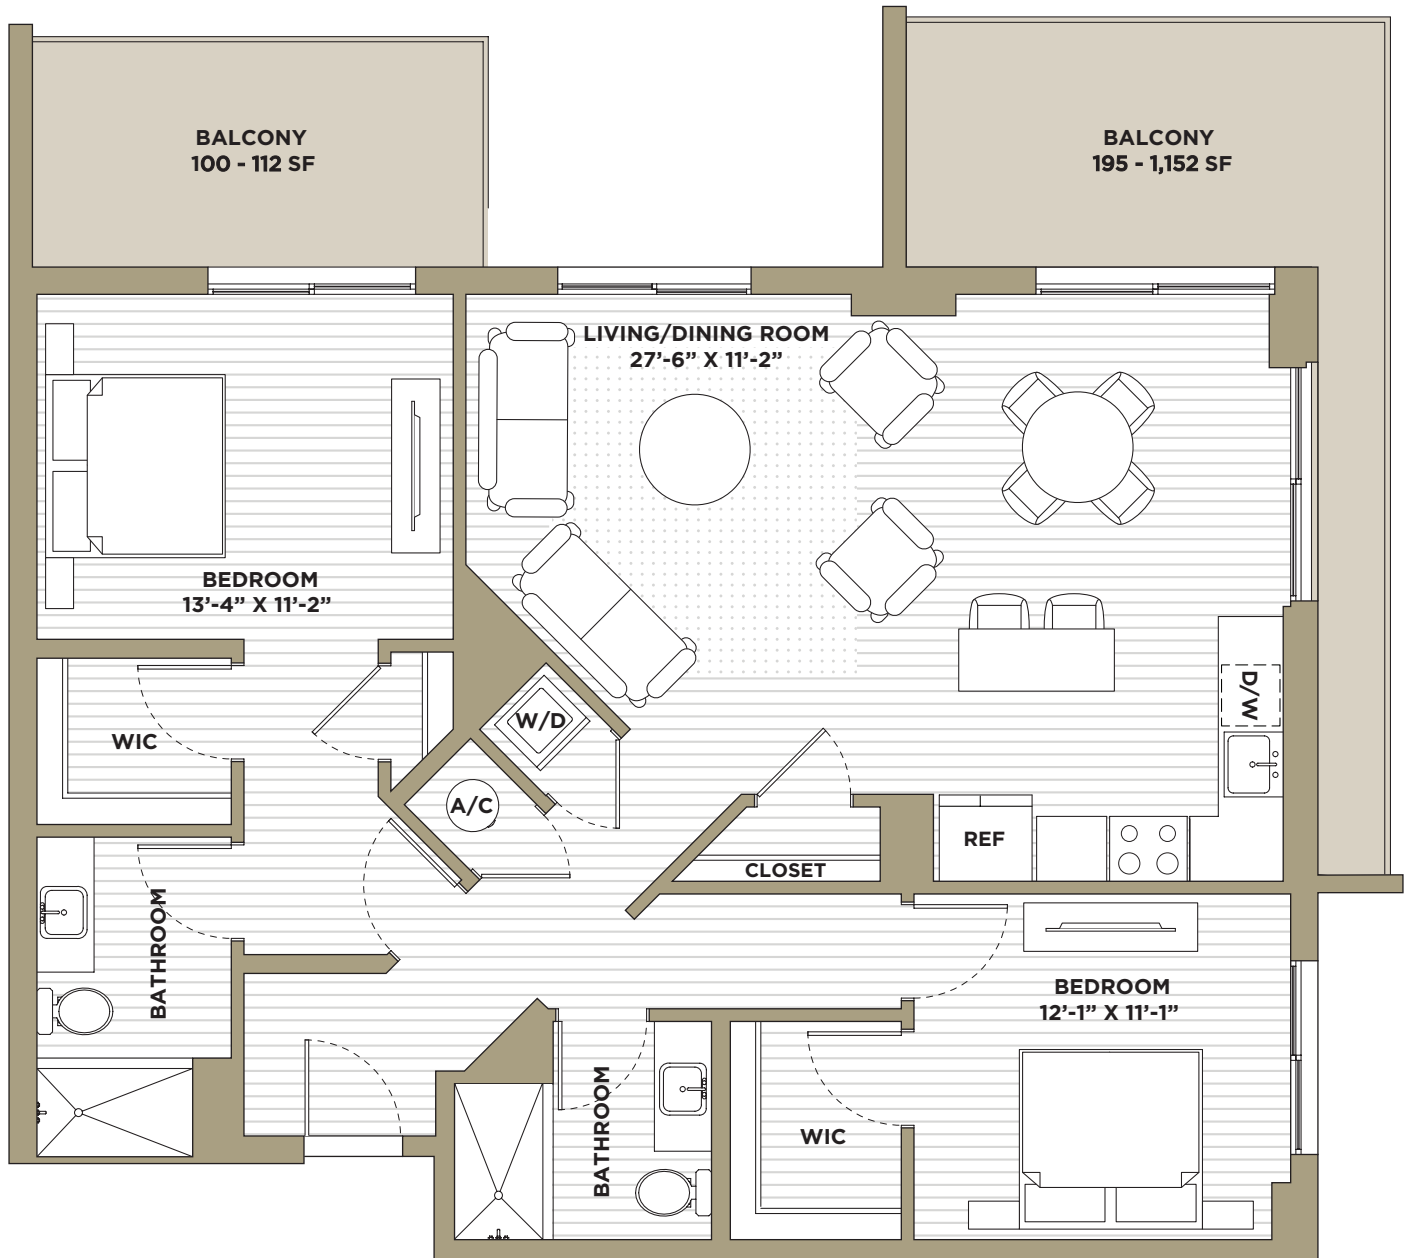 BALCONY
100 - 112 SF
BALCONY
195 - 1,152 SF
LIVING/DINING ROOM
27’-6” X 11’-2”
BEDROOM
13’-4” X 11’-2”
W/D
D/W
WIC
A/C
REF
CLOSET
BATHROOM
BEDROOM
12’-1” X 11’-1”
BATHROOM
WIC